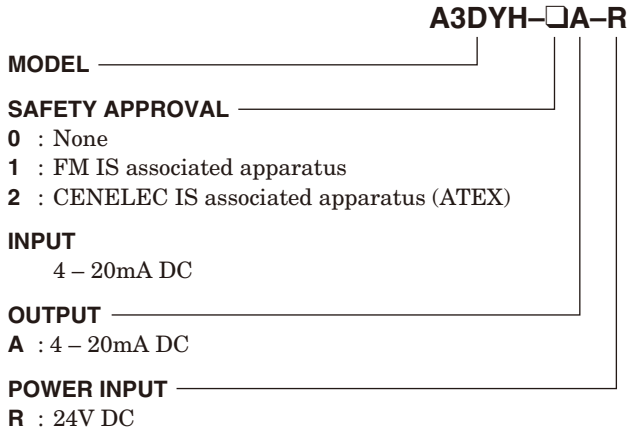 A3DYH–❏A–R
MODEL
SAFETY APPROVAL
0 : None
1 : FM IS associated apparatus
2 : CENELEC IS associated apparatus (ATEX)
INPUT
4 – 20mA DC
OUTPUT
A : 4 – 20mA DC
POWER INPUT
R : 24V DC